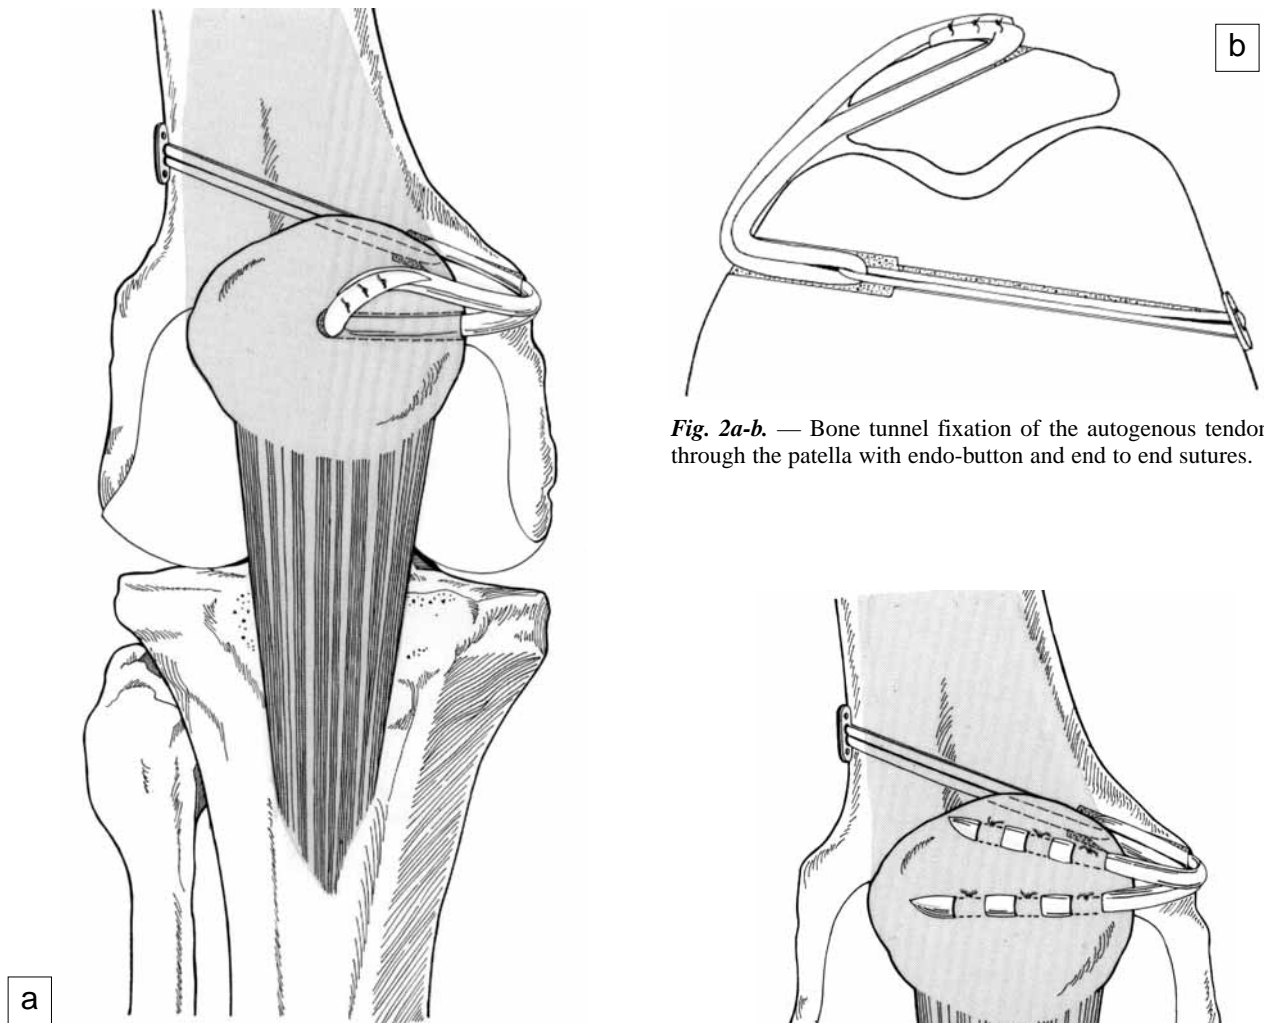 b
Fig. 2a-b. — Bone tunnel fixation of the autogenous tendon
through the patella with endo-button and end to end sutures.
a